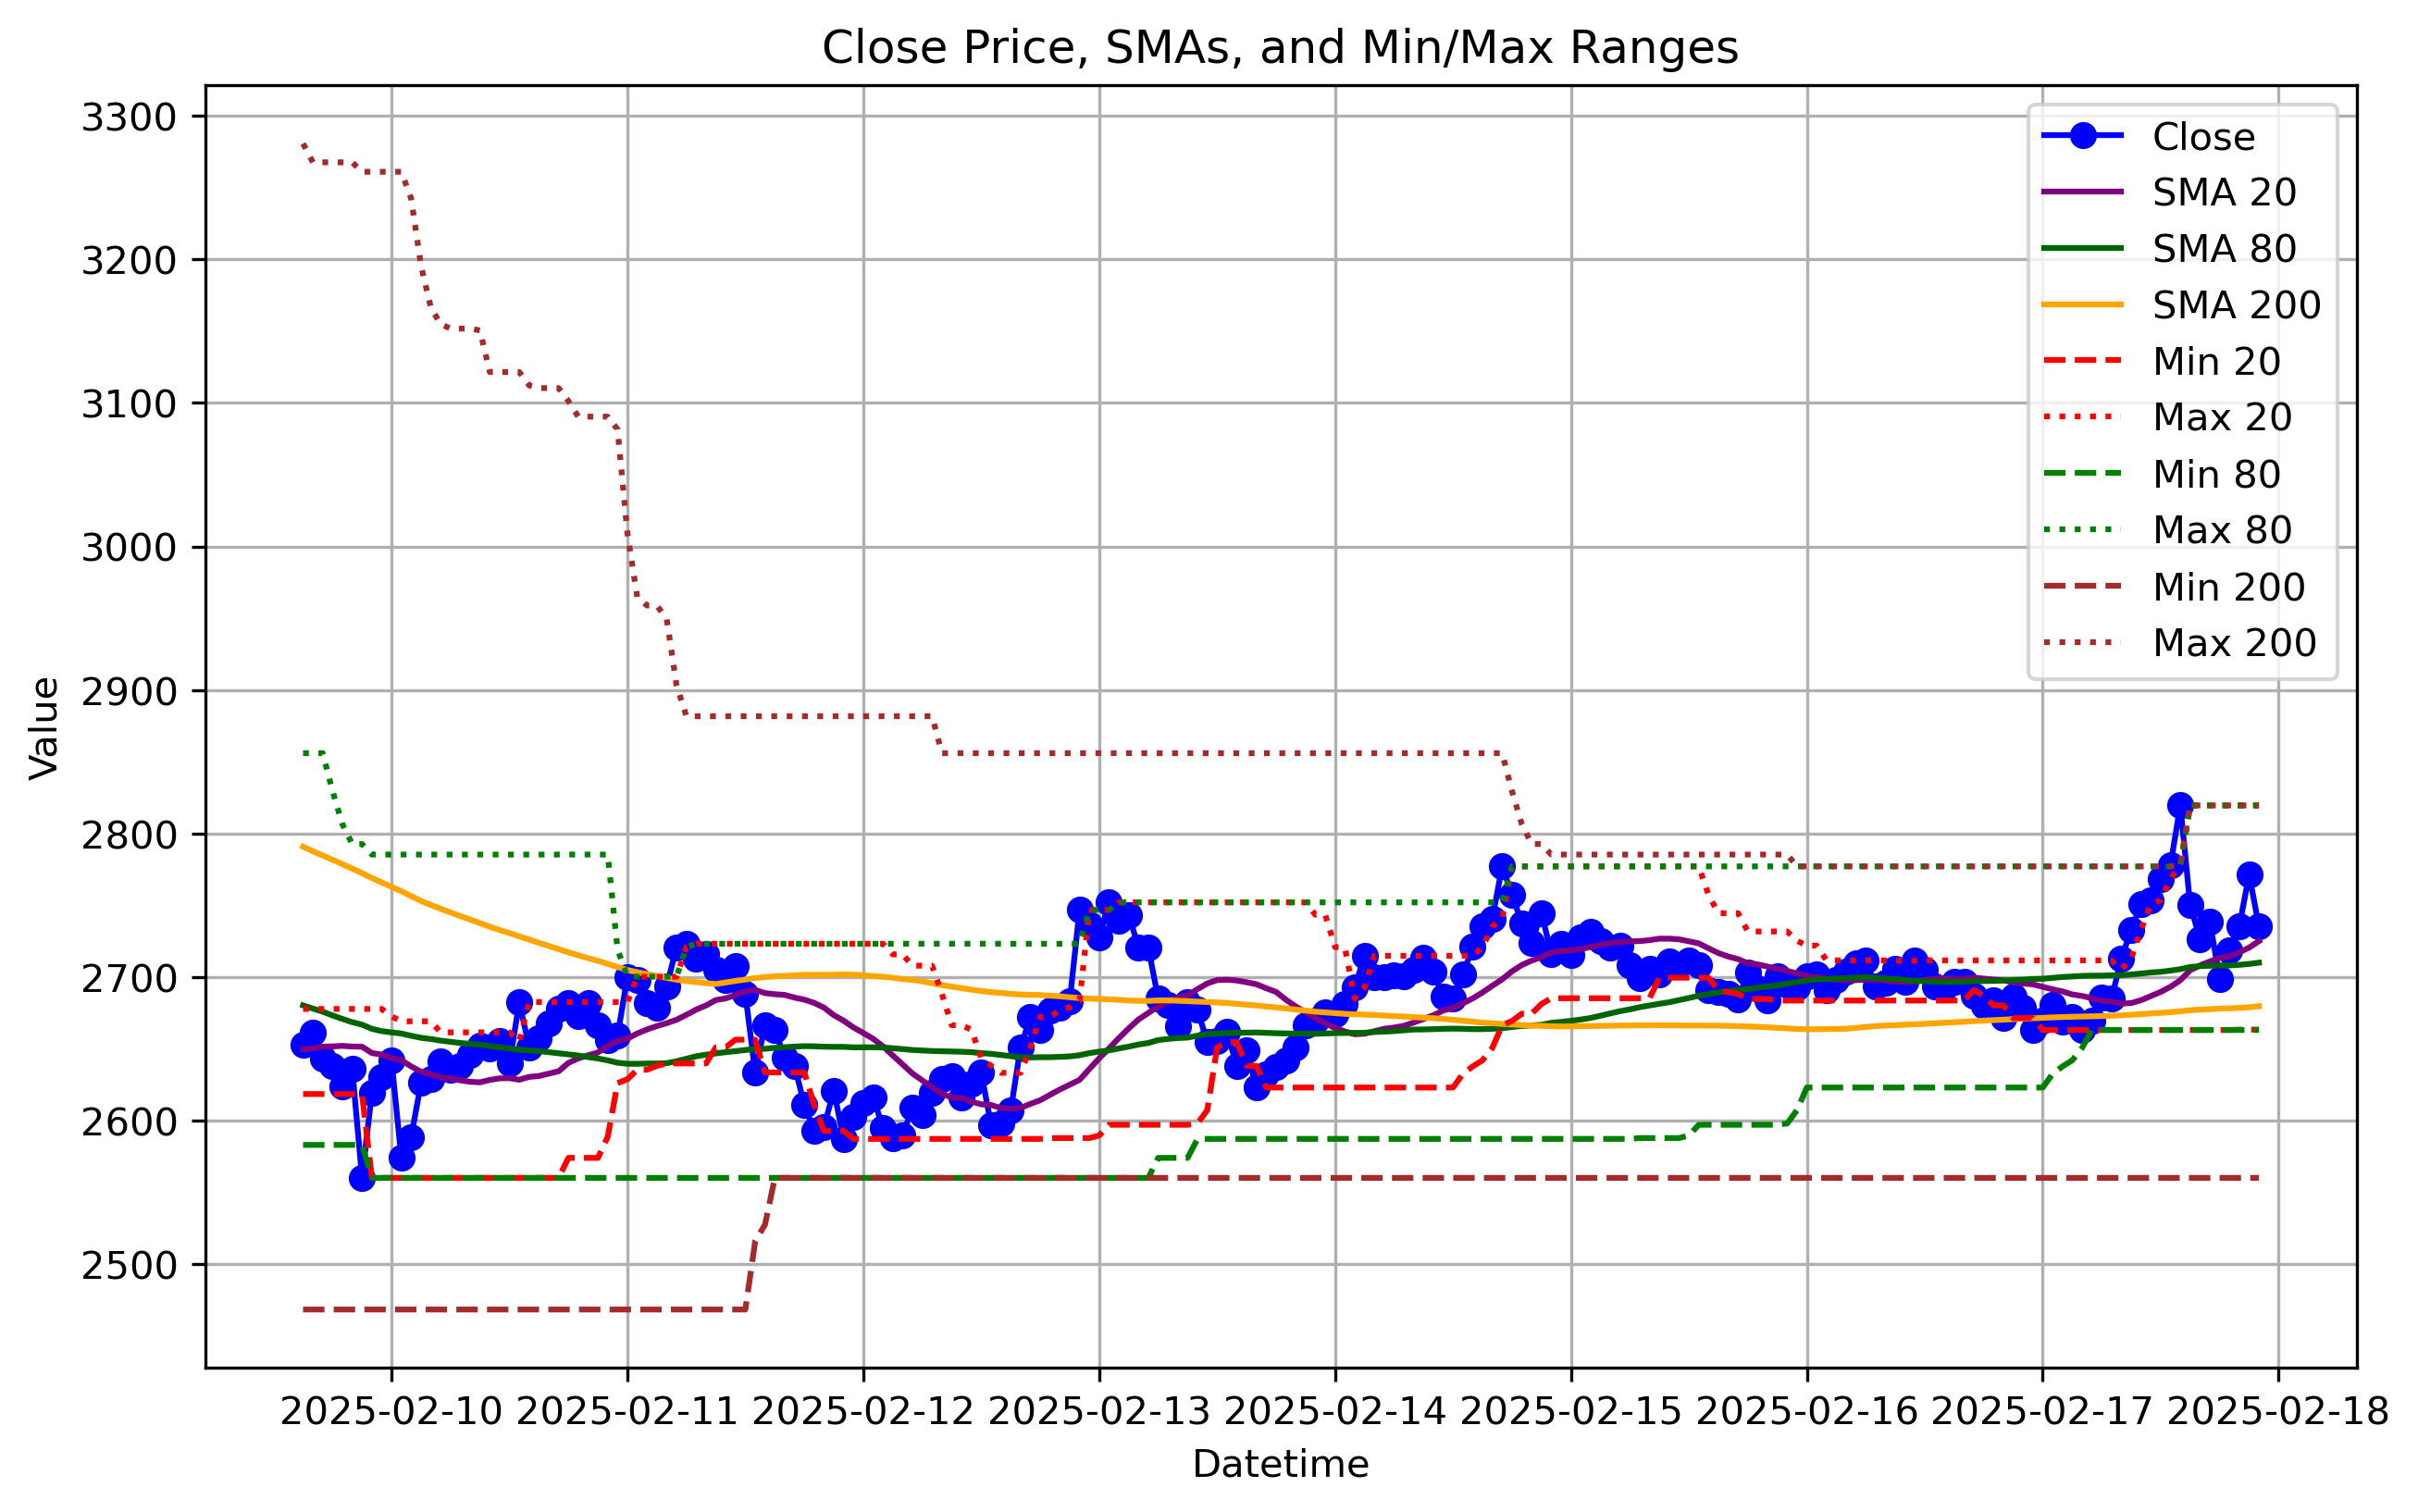 Close Price, SMAs, and Min/Max Ranges
3300
3200
3100
3000
2900
2800
2700
2600
2500
Value
Close
SMA 20
SMA 80
SMA 200
Min 20
Max 20
Min 80
Max 80
Min 200
Max 200
2025-02-10 2025-02-11 2025-02-12 2025-02-13 2025-02-14 2025-02-15 2025-02-16 2025-02-17 2025-02-18
Datetime